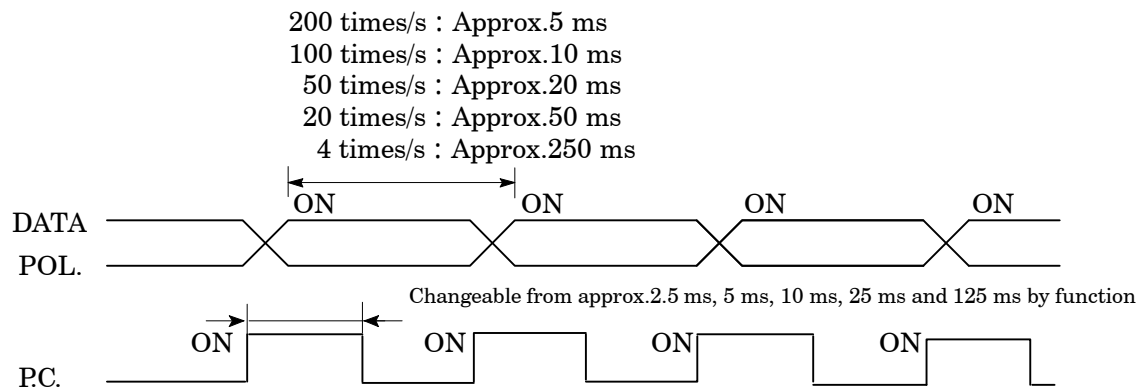 200 times/s : Approx.5 ms
100 times/s : Approx.10 ms
50 times/s : Approx.20 ms
20 times/s : Approx.50 ms
4 times/s : Approx.250 ms
ON ON ON ON
DATA
POL.
Changeable from approx.2.5 ms, 5 ms, 10 ms, 25 ms and 125 ms by function
ON ON ON ON
P.C.